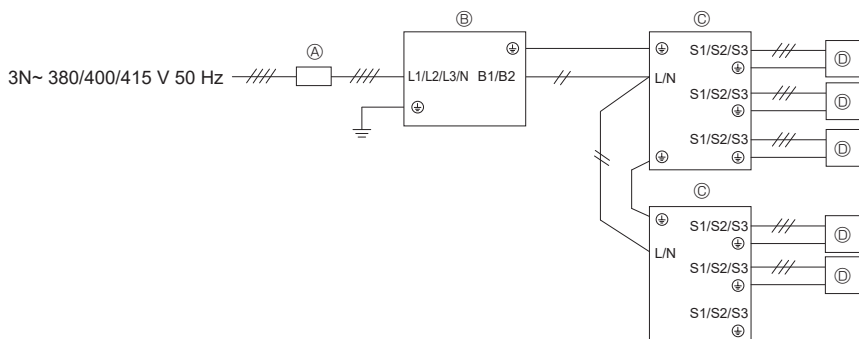 3N~ 380/400/415 V 50 Hz
Ⓐ
Ⓑ
L1/L2/L3/N B1/B2
Ⓒ
L/N
S1/S2/S3
S1/S2/S3
S1/S2/S3
Ⓓ
Ⓓ
Ⓓ
Ⓒ
L/N
S1/S2/S3
S1/S2/S3
S1/S2/S3
Ⓓ
Ⓓ